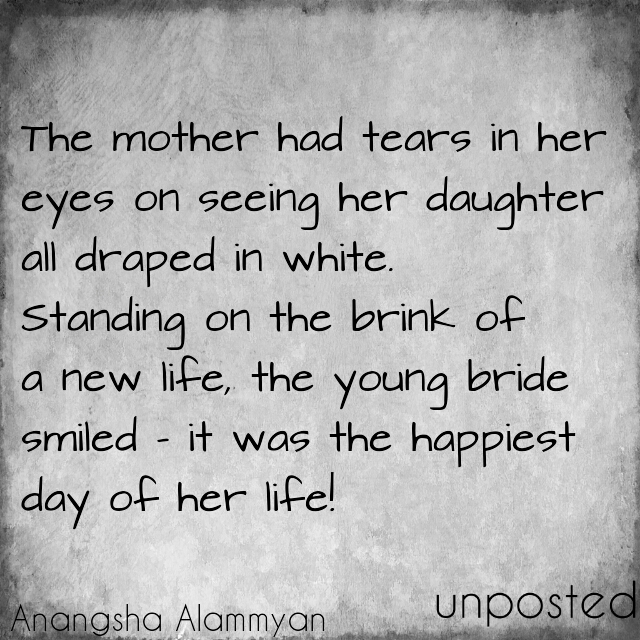 The mother had tears in her
eyes on seeing her daughter
all draped in white.
Standing on the brink of
a new life, the young bride
smiled - it was the happiest
day of her life!
Anangsha Alammyan
unposted